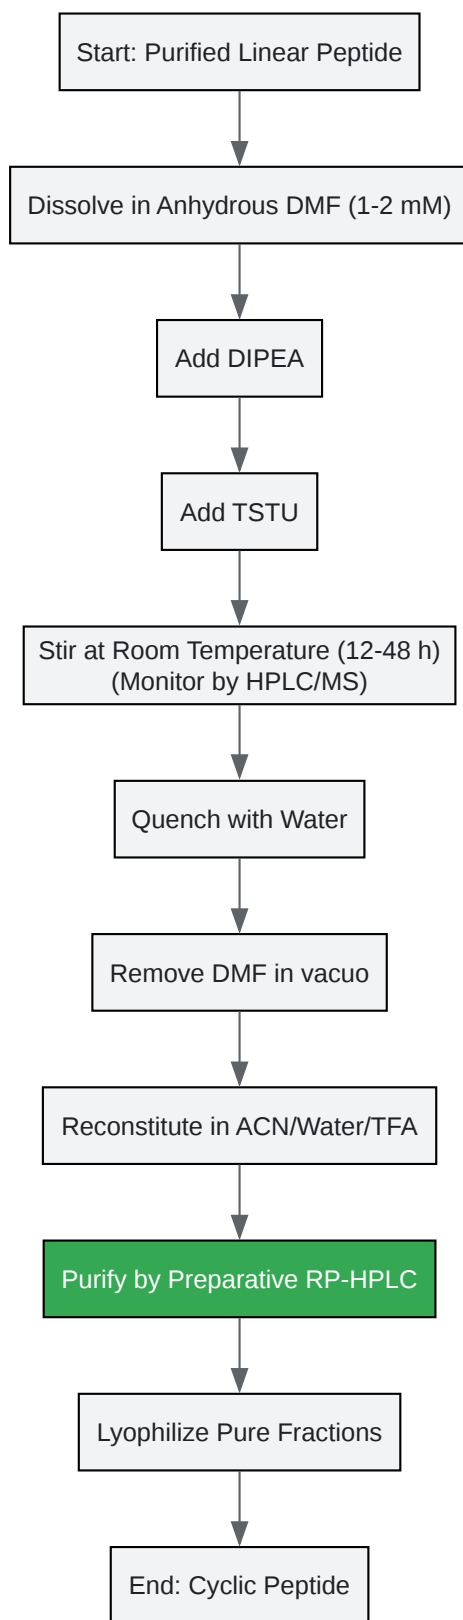 Start: Purified Linear Peptide
Dissolve in Anhydrous DMF (1-2 mM)
Add DIPEA
Add TSTU
Stir at Room Temperature (12-48 h)
(Monitor by HPLC/MS)
Quench with Water
Remove DMF in vacuo
Reconstitute in ACN/Water/TFA
Purify by Preparative RP-HPLC
Lyophilize Pure Fractions
End: Cyclic Peptide